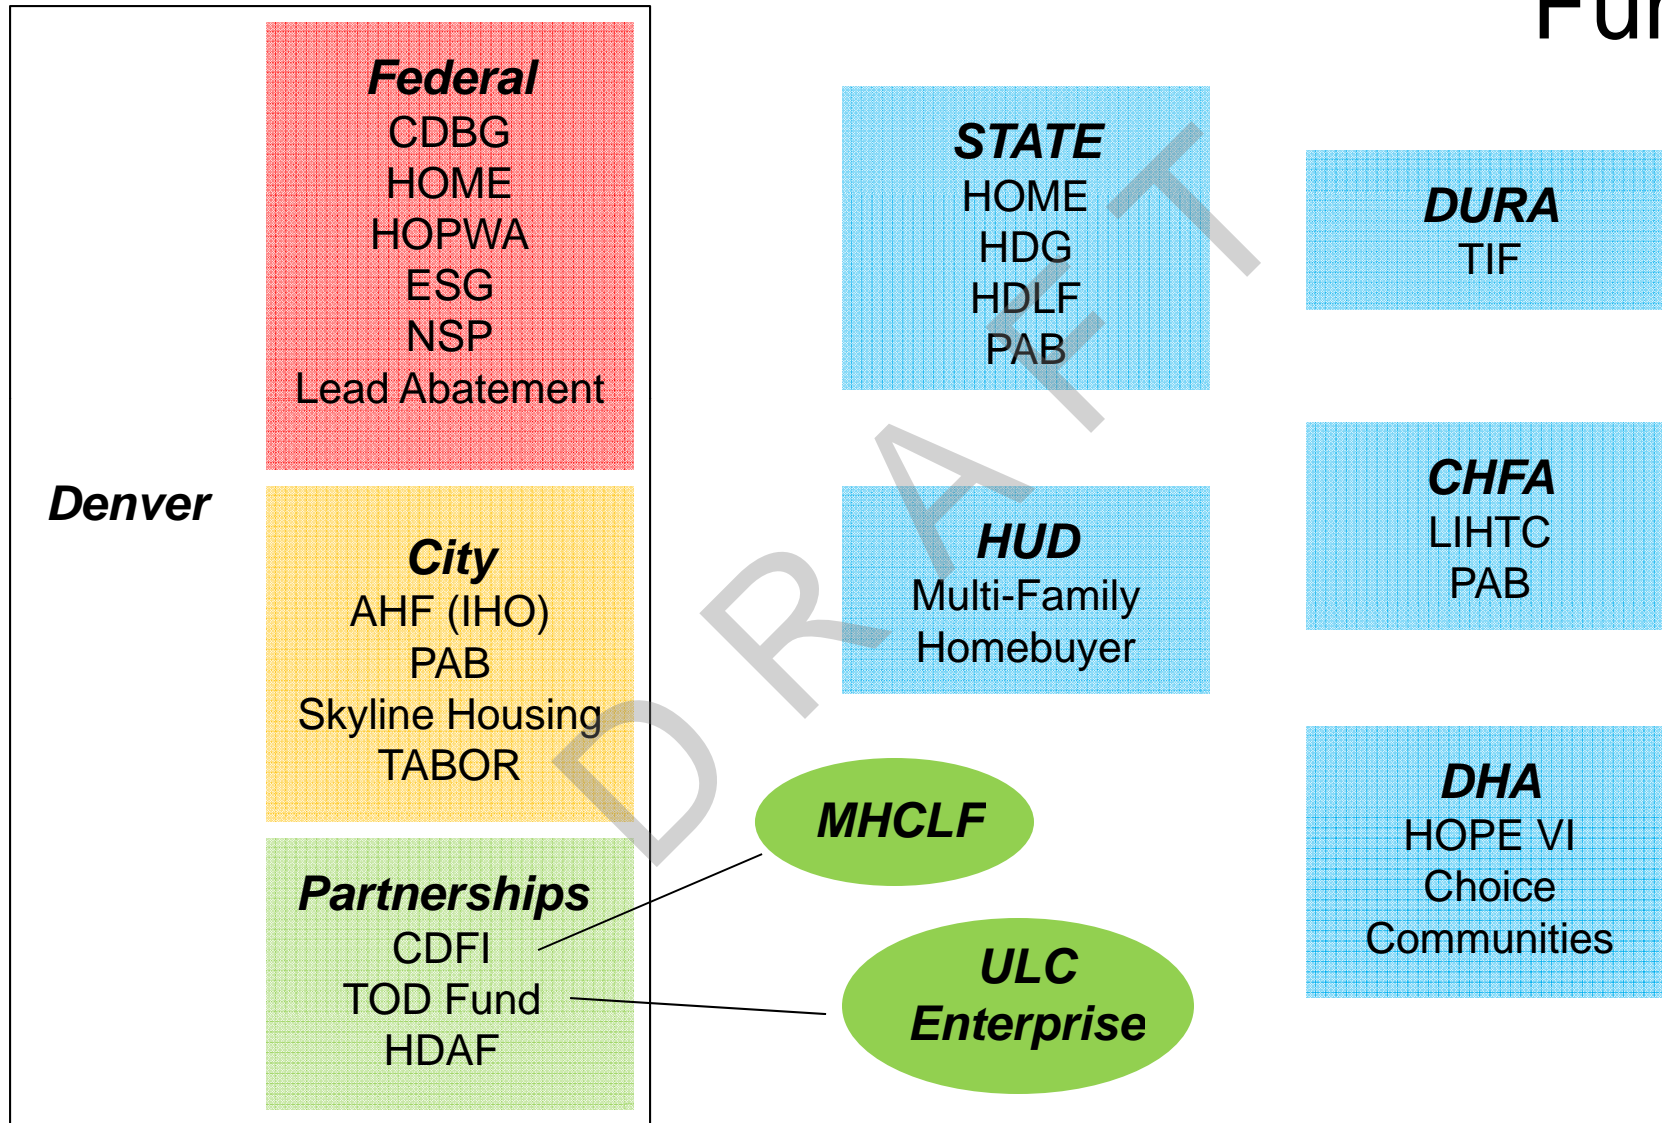 Denver
Federal
CDBG
HOME
HOPWA
ESG
NSP
Lead Abatement
City
AHF (IHO)
PAB
Skyline Housing
TABOR
Partnerships
CDFI
TOD Fund
HDAF
STATE
HOME
HDG
HDLF
PAB
HUD
Multi-Family
Homebuyer
MHCLF
ULC
Enterprise
DURA
TIF
CHFA
LIHTC
PAB
DHA
HOPE VI
Choice
Communities
DRAFT